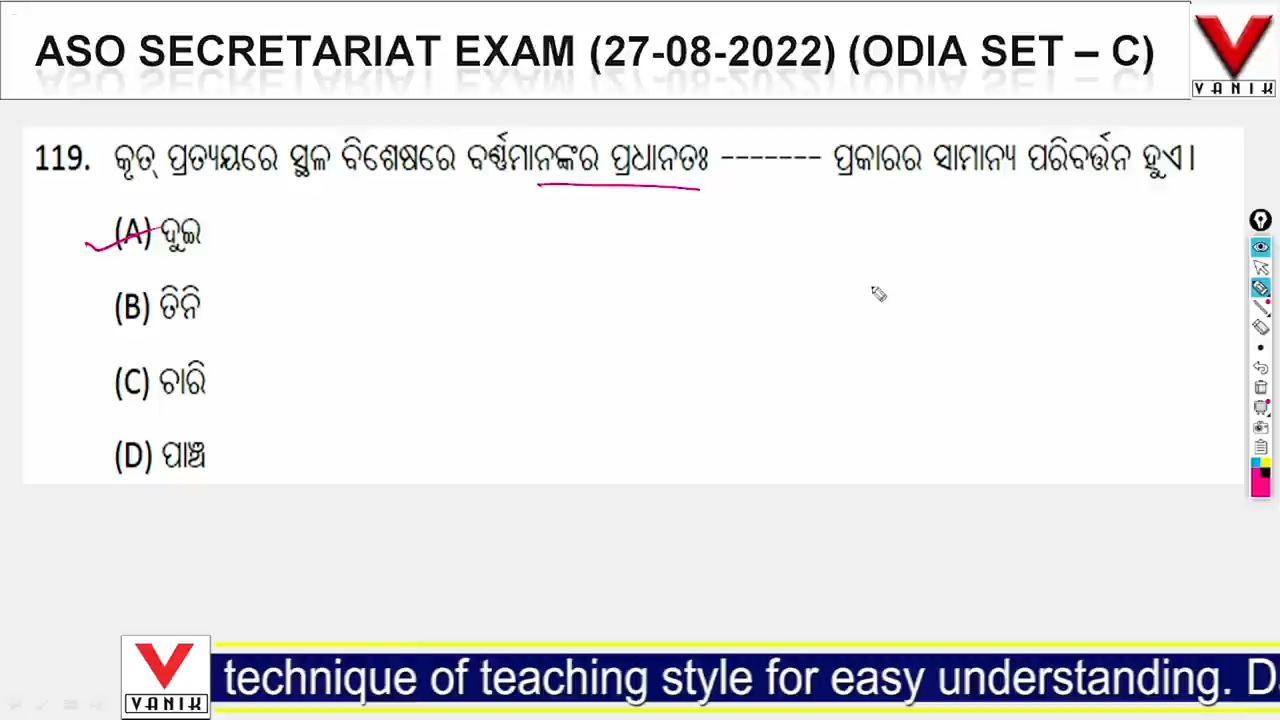 ASO SECRETARIAT EXAM (27-08-2022) (ODIA SET – C)
VANIK
119. କୃତ୍ ପ୍ରତ୍ୟୟରେ ସ୍ଥଳ ବିଶେଷରେ ବର୍ଣ୍ଣମାନଙ୍କର ପ୍ରଧାନତଃ ------- ପ୍ରକାରର ସାମାନ୍ୟ ପରିବର୍ତ୍ତନ ହୁଏ।
(A) ଦୁଇ
(B) ତିନି
(C) ଚାରି
(D) ପାଞ୍ଚ
technique of teaching style for easy understanding. D
VANIK